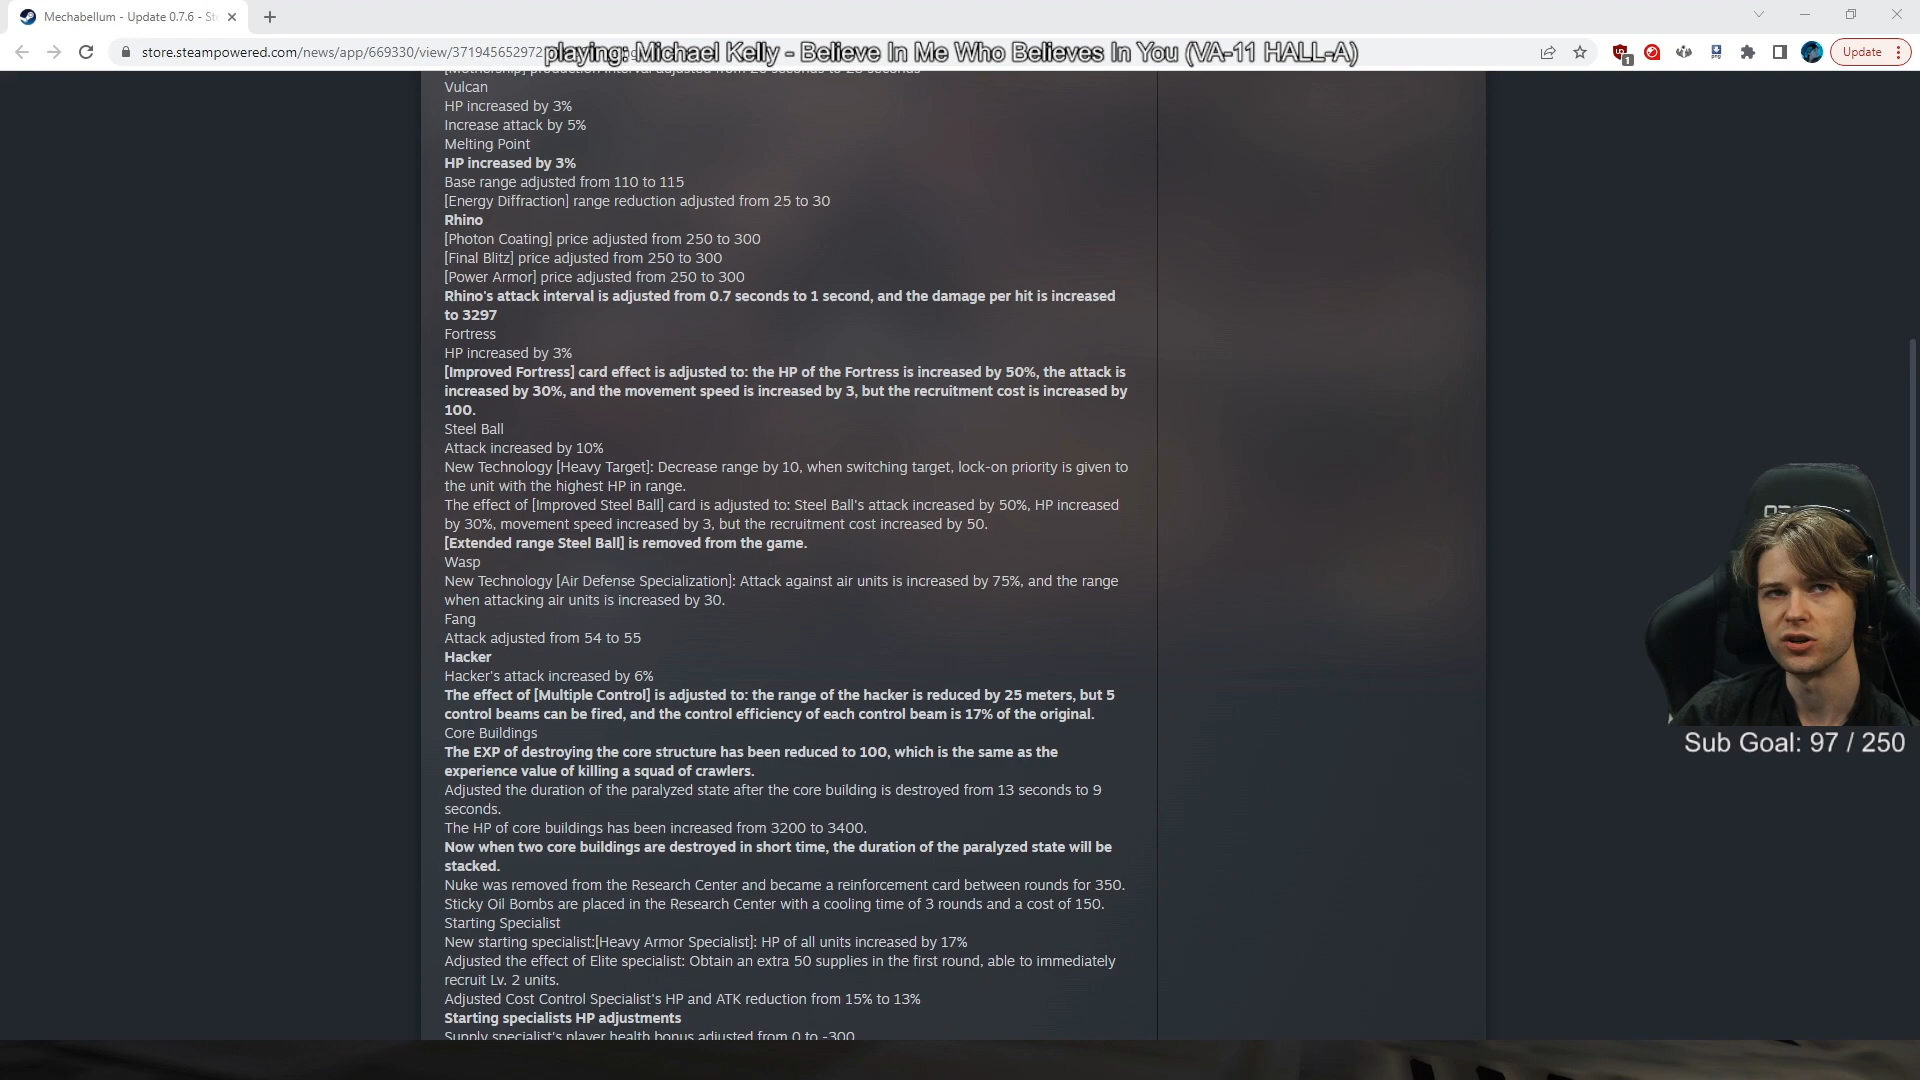 Mechabellum - Update 0.7.6 - St
store.steampowered.com/news/app/669330/view/37194565297
playing: Michael Kelly - Believe In Me Who Believes In You (VA-11 HALL-A)
1
Update
[Mothership] production interval adjusted from
Vulcan
HP increased by 3%
Increase attack by 5%
Melting Point
HP increased by 3%
Base range adjusted from 110 to 115
[Energy Diffraction] range reduction adjusted from 25 to 30
Rhino
[Photon Coating] price adjusted from 250 to 300
[Final Blitz] price adjusted from 250 to 300
[Power Armor] price adjusted from 250 to 300
Rhino's attack interval is adjusted from 0.7 seconds to 1 second, and the damage per hit is increased
to 3297
Fortress
HP increased by 3%
[Improved Fortress] card effect is adjusted to: the HP of the Fortress is increased by 50%, the attack is
increased by 30%, and the movement speed is increased by 3, but the recruitment cost is increased by
100.
Steel Ball
Attack increased by 10%
New Technology [Heavy Target]: Decrease range by 10, when switching target, lock-on priority is given to
the unit with the highest HP in range.
The effect of [Improved Steel Ball] card is adjusted to: Steel Ball's attack increased by 50%, HP increased
by 30%, movement speed increased by 3, but the recruitment cost increased by 50.
[Extended range Steel Ball] is removed from the game.
Wasp
New Technology [Air Defense Specialization]: Attack against air units is increased by 75%, and the range
when attacking air units is increased by 30.
Fang
Attack adjusted from 54 to 55
Hacker
Hacker's attack increased by 6%
The effect of [Multiple Control] is adjusted to: the range of the hacker is reduced by 25 meters, but 5
control beams can be fired, and the control efficiency of each control beam is 17% of the original.
Core Buildings
The EXP of destroying the core structure has been reduced to 100, which is the same as the
experience value of killing a squad of crawlers.
Adjusted the duration of the paralyzed state after the core building is destroyed from 13 seconds to 9
seconds.
The HP of core buildings has been increased from 3200 to 3400.
Now when two core buildings are destroyed in short time, the duration of the paralyzed state will be
stacked.
Nuke was removed from the Research Center and became a reinforcement card between rounds for 350.
Sticky Oil Bombs are placed in the Research Center with a cooling time of 3 rounds and a cost of 150.
Starting Specialist
New starting specialist:[Heavy Armor Specialist]: HP of all units increased by 17%
Adjusted the effect of Elite specialist: Obtain an extra 50 supplies in the first round, able to immediately
recruit Lv. 2 units.
Adjusted Cost Control Specialist's HP and ATK reduction from 15% to 13%
Starting specialists HP adjustments
Supply specialist's player health bonus adjusted from 0 to -300
Sub Goal: 97 / 250